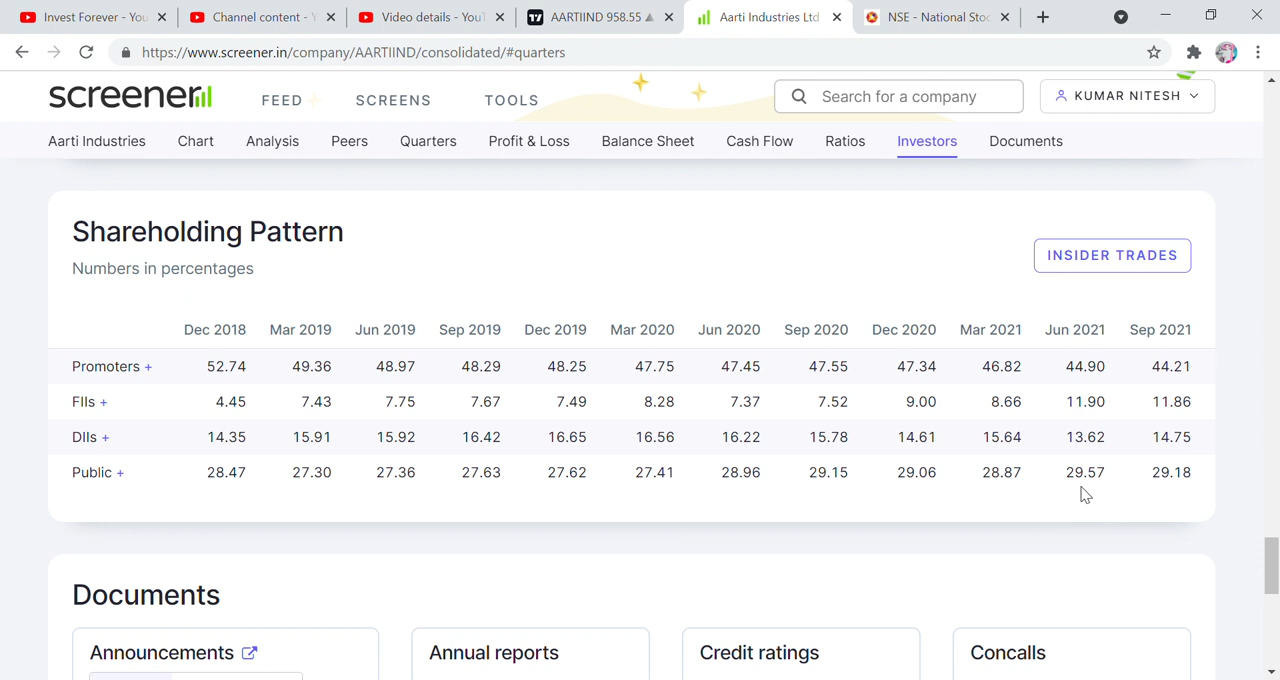 Invest Forever - You
Channel content - Y
Video details - YouT
AARTIIND 958.55
Aarti Industries Ltd
NSE - National Stoc
https://www.screener.in/company/AARTIIND/consolidated/#quarters
screener
FEED
SCREENS
TOOLS
Search for a company
KUMAR NITESH
Aarti Industries Chart Analysis Peers Quarters Profit & Loss Balance Sheet Cash Flow Ratios Investors Documents
Shareholding Pattern
Numbers in percentages
INSIDER TRADES
Dec 2018 Mar 2019 Jun 2019 Sep 2019 Dec 2019 Mar 2020 Jun 2020 Sep 2020 Dec 2020 Mar 2021 Jun 2021 Sep 2021
Promoters + 52.74 49.36 48.97 48.29 48.25 47.75 47.45 47.55 47.34 46.82 44.90 44.21
FIIs + 4.45 7.43 7.75 7.67 7.49 8.28 7.37 7.52 9.00 8.66 11.90 11.86
DIIs + 14.35 15.91 15.92 16.42 16.65 16.56 16.22 15.78 14.61 15.64 13.62 14.75
Public + 28.47 27.30 27.36 27.63 27.62 27.41 28.96 29.15 29.06 28.87 29.57 29.18
Documents
Announcements
Annual reports
Credit ratings
Concalls